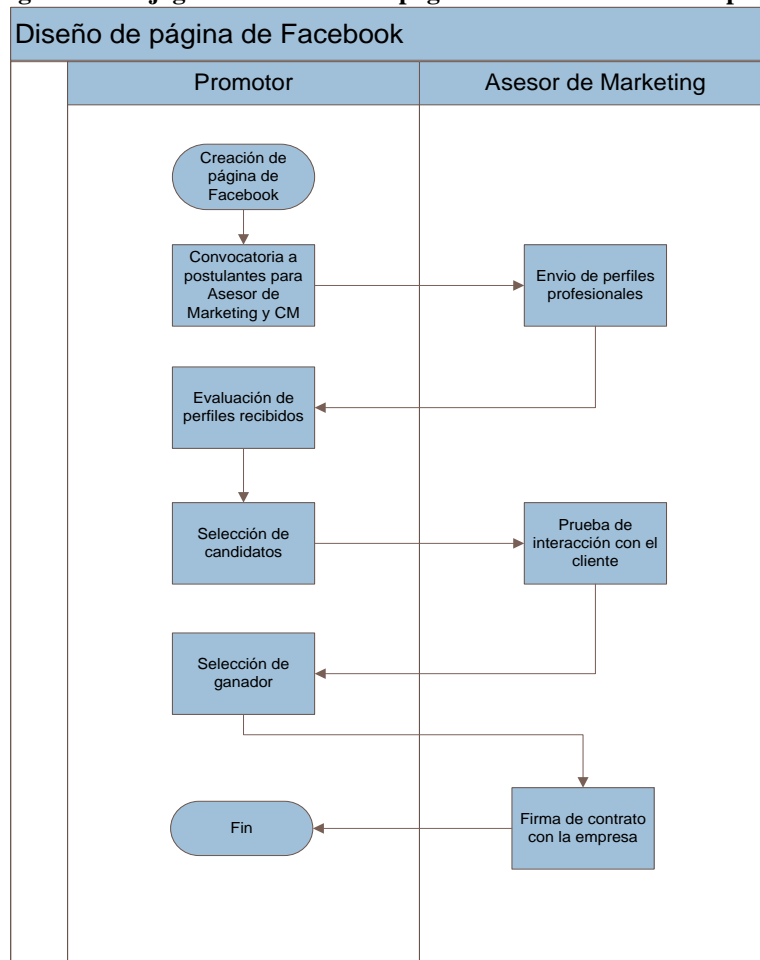 Diseño de página de Facebook
Promotor
Asesor de Marketing
Creación de
página de
Facebook
Convocatoria a
postulantes para
Asesor de
Marketing y CM
Envio de perfiles
profesionales
Evaluación de
perfiles recibidos
Selección de
candidatos
Prueba de
interacción con el
cliente
Selección de
ganador
Firma de contrato
con la empresa
Fin